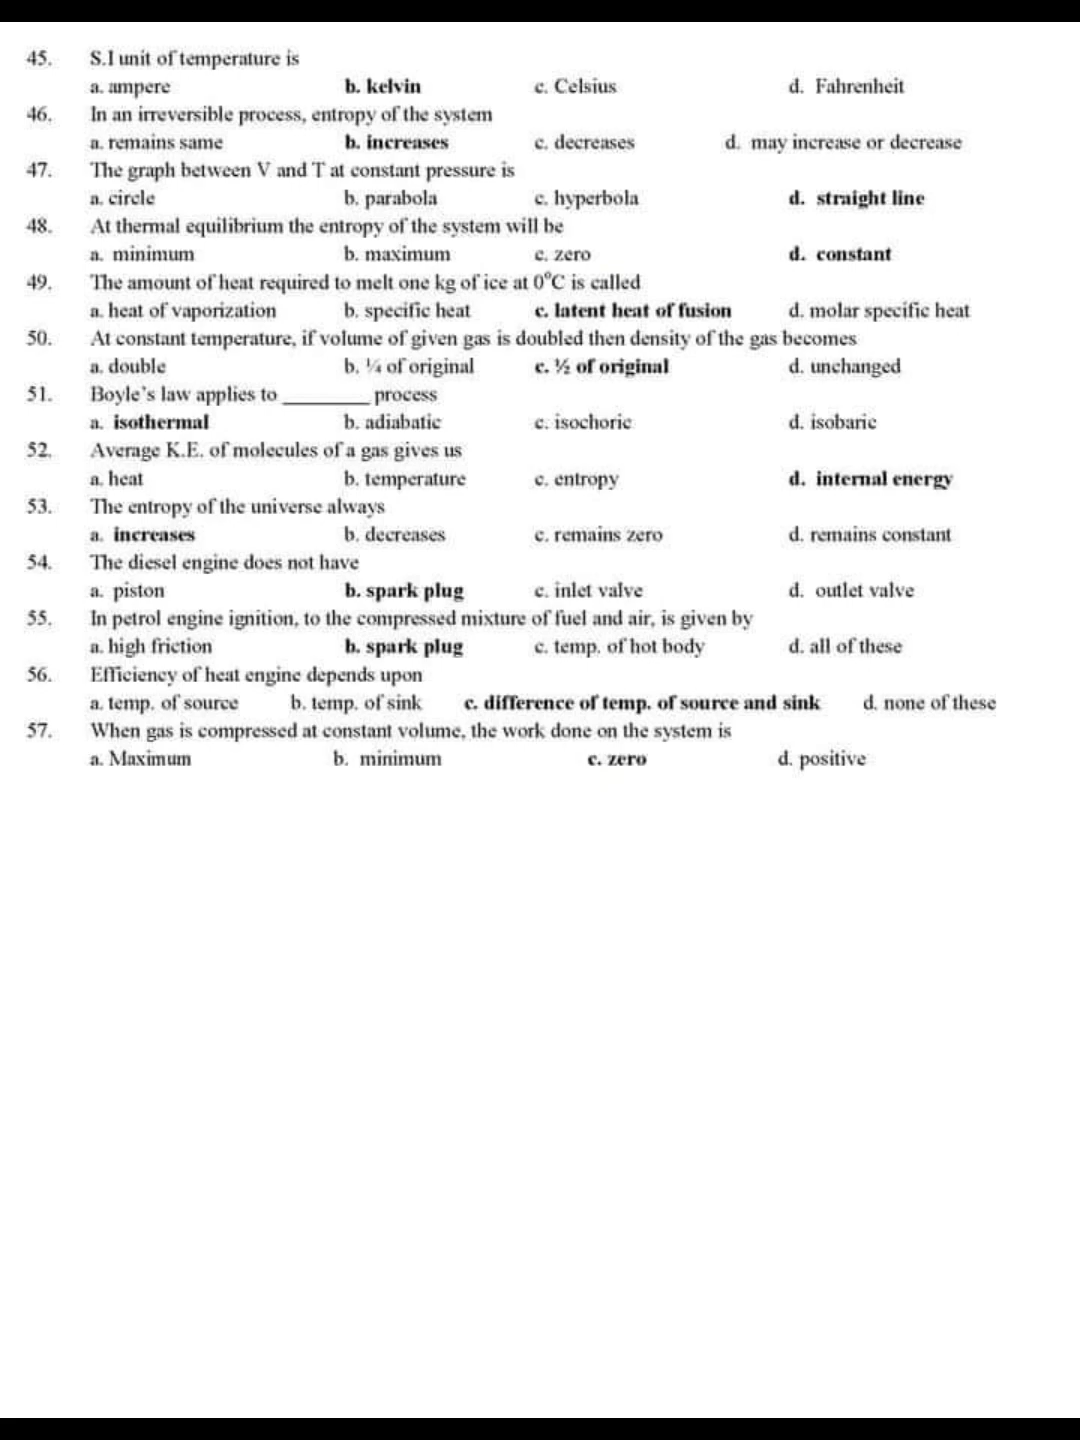 45. S.I unit of temperature is
a. ampere b. kelvin c. Celsius d. Fahrenheit
46. In an irreversible process, entropy of the system
a. remains same b. increases c. decreases d. may increase or decrease
47. The graph between V and T at constant pressure is
a. circle b. parabola c. hyperbola d. straight line
48. At thermal equilibrium the entropy of the system will be
a. minimum b. maximum c. zero d. constant
49. The amount of heat required to melt one kg of ice at 0°C is called
a. heat of vaporization b. specific heat c. latent heat of fusion d. molar specific heat
50. At constant temperature, if volume of given gas is doubled then density of the gas becomes
a. double b. ¼ of original c. ½ of original d. unchanged
51. Boyle's law applies to ________ process
a. isothermal b. adiabatic c. isochoric d. isobaric
52. Average K.E. of molecules of a gas gives us
a. heat b. temperature c. entropy d. internal energy
53. The entropy of the universe always
a. increases b. decreases c. remains zero d. remains constant
54. The diesel engine does not have
a. piston b. spark plug c. inlet valve d. outlet valve
55. In petrol engine ignition, to the compressed mixture of fuel and air, is given by
a. high friction b. spark plug c. temp. of hot body d. all of these
56. Efficiency of heat engine depends upon
a. temp. of source b. temp. of sink c. difference of temp. of source and sink d. none of these
57. When gas is compressed at constant volume, the work done on the system is
a. Maximum b. minimum c. zero d. positive